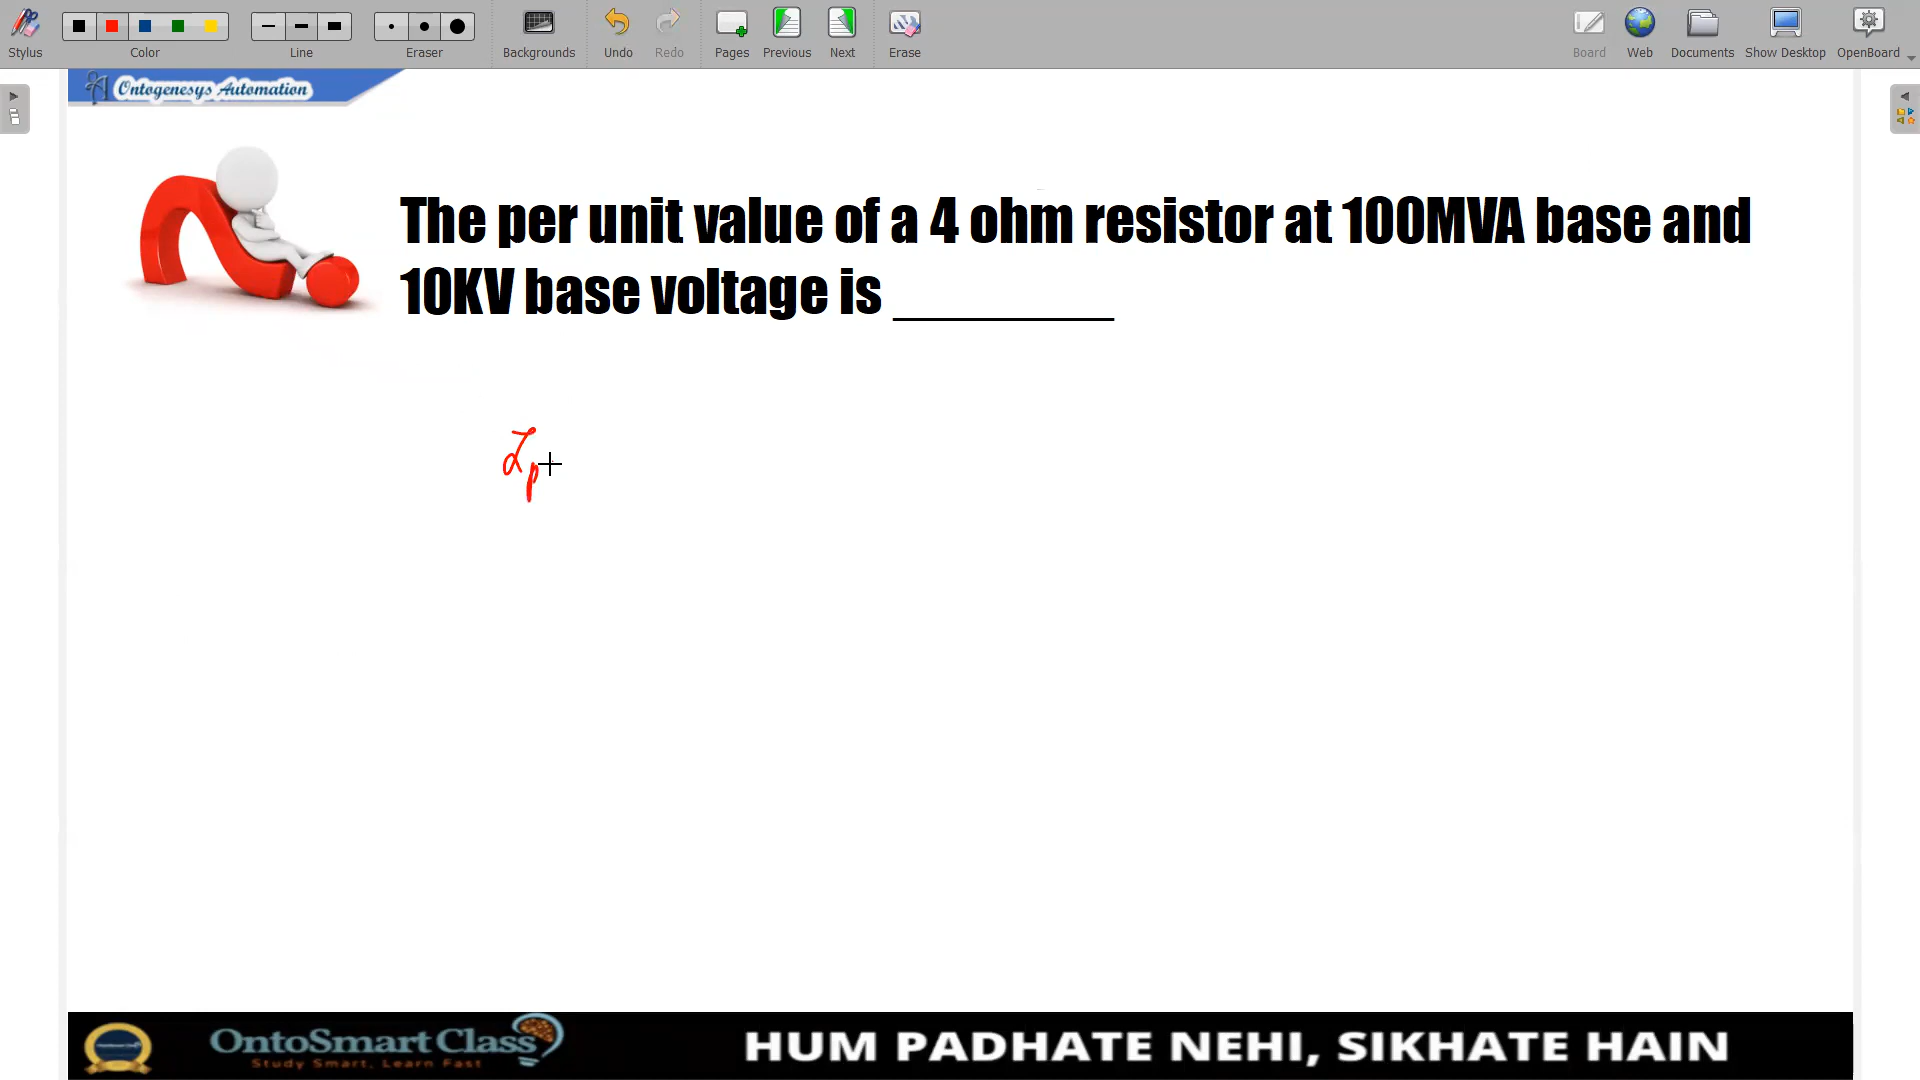 Stylus
Color
Line
Eraser
Backgrounds
Undo
Redo
Pages
Previous
Next
Erase
Board
Web
Documents
Show Desktop
OpenBoard
Ontogenesys Automation
The per unit value of a 4 ohm resistor at 100MVA base and
10KV base voltage is _________
Zp
OntoSmart Class
Study Smart, Learn Fast
HUM PADHATE NEHI, SIKHATE HAIN